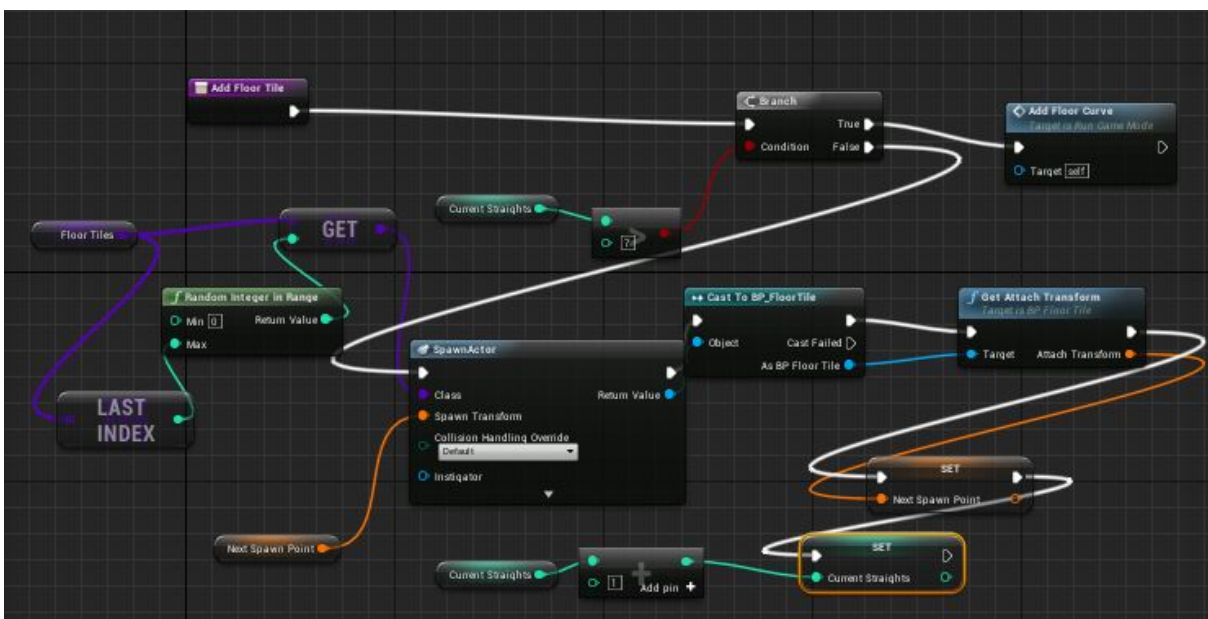 Add Floor Tile
Branch
True
Condition
False
Add Floor Curve
Target is Run Game Mode
Target self
Current Straights
7
>
Floor Tiles
GET
f Random Integer in Range
Min 0
Return Value
Max
LAST
INDEX
SpawnActor
Class
Return Value
Spawn Transform
Collision Handling Override
Default
Instigator
Cast To BP_FloorTile
Object
Cast Failed
As BP Floor Tile
f Get Attach Transform
Target is BP Floor Tile
Target
Attach Transform
SET
Next Spawn Point
Next Spawn Point
Current Straights
1
+
Add pin +
SET
Current Straights